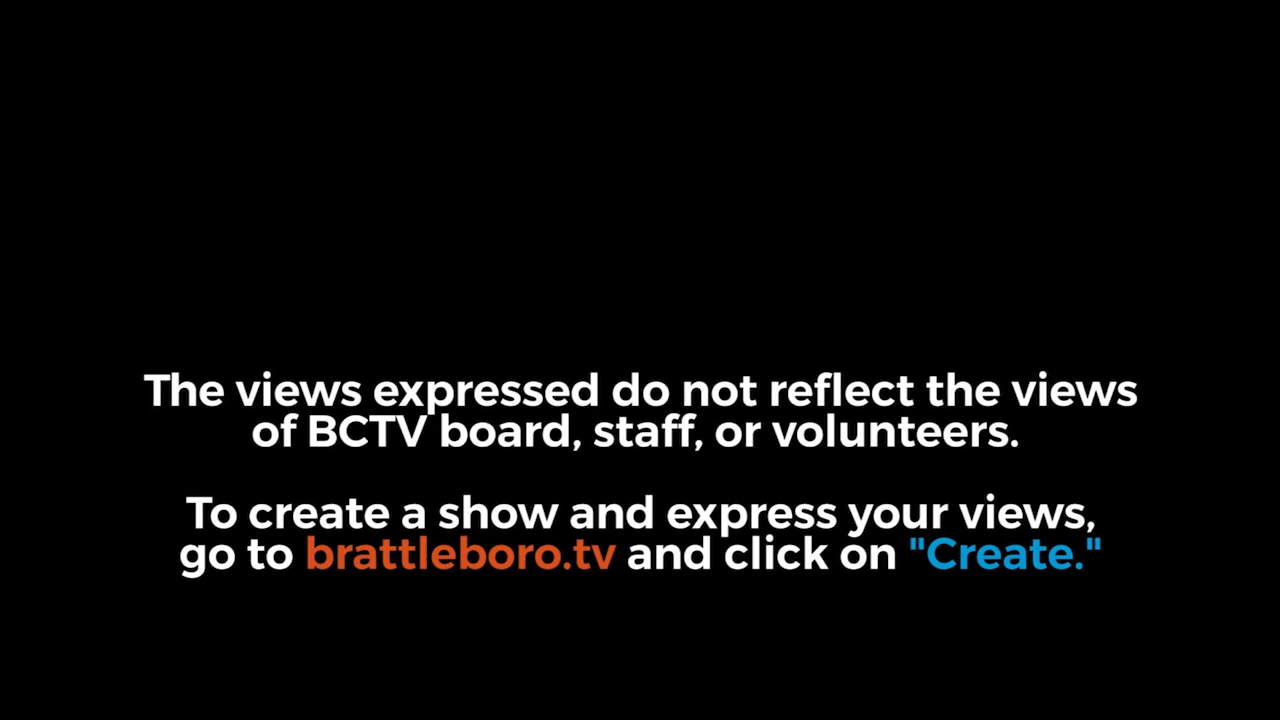 The views expressed do not reflect the views
of BCTV board, staff, or volunteers.
To create a show and express your views,
go to brattleboro.tv and click on "Create."